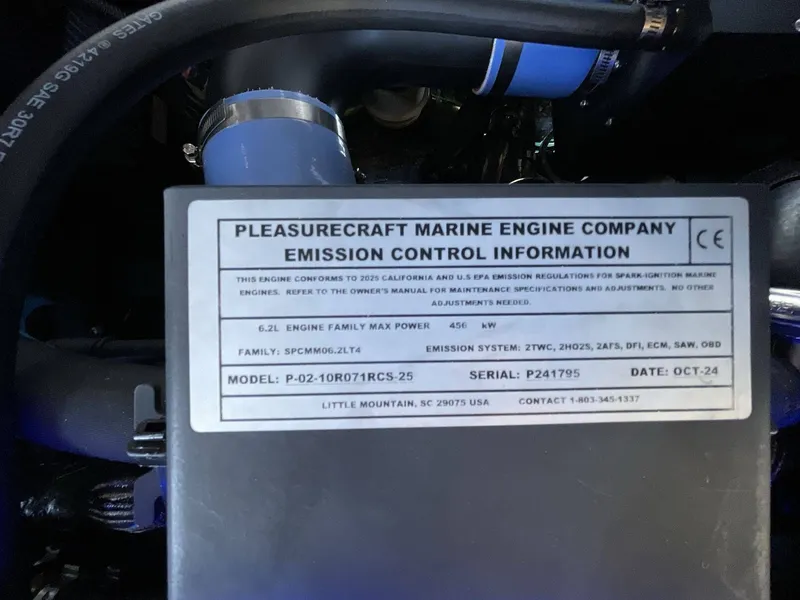 GATES ® 4219G SAE 30R7
PLEASURECRAFT MARINE ENGINE COMPANY
EMISSION CONTROL INFORMATION
CE
THIS ENGINE CONFORMS TO 2025 CALIFORNIA AND U.S EPA EMISSION REGULATIONS FOR SPARK-IGNITION MARINE
ENGINES. REFER TO THE OWNER'S MANUAL FOR MAINTENANCE SPECIFICATIONS AND ADJUSTMENTS. NO OTHER
ADJUSTMENTS NEEDED.
6.2L ENGINE FAMILY MAX POWER 456 kW
FAMILY: SPCMM06.2LT4 EMISSION SYSTEM: 2TWC, 2HO2S, 2AFS, DFI, ECM, SAW, OBD
MODEL: P-02-10R071RCS-25 SERIAL: P241795 DATE: OCT-24
LITTLE MOUNTAIN, SC 29075 USA CONTACT 1-803-345-1337